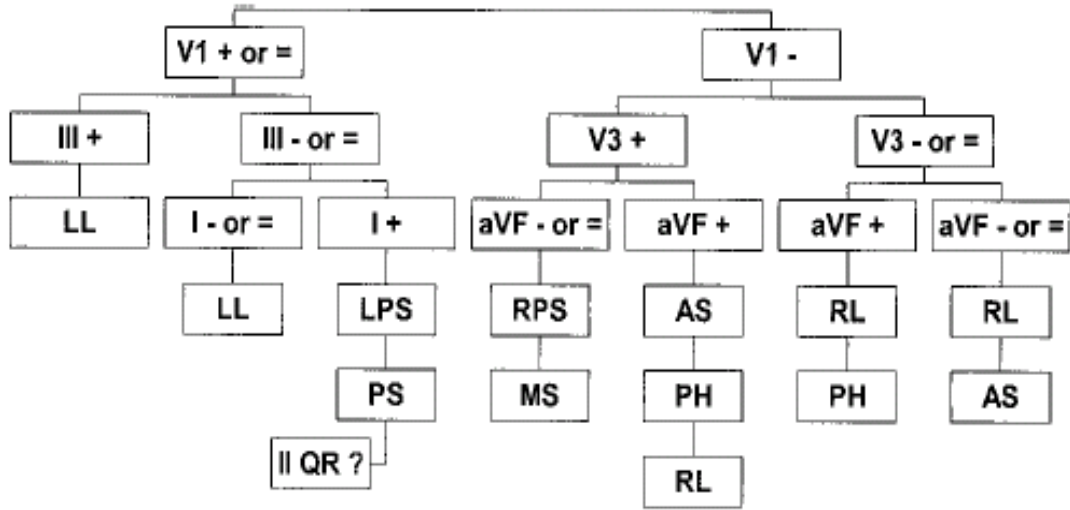 V1 + or =
V1 -
III +
III - or =
V3 +
V3 - or =
LL
I - or =
I +
aVF - or =
aVF +
aVF +
aVF - or =
LL
LPS
RPS
AS
RL
RL
PS
MS
PH
PH
AS
II QR ?
RL